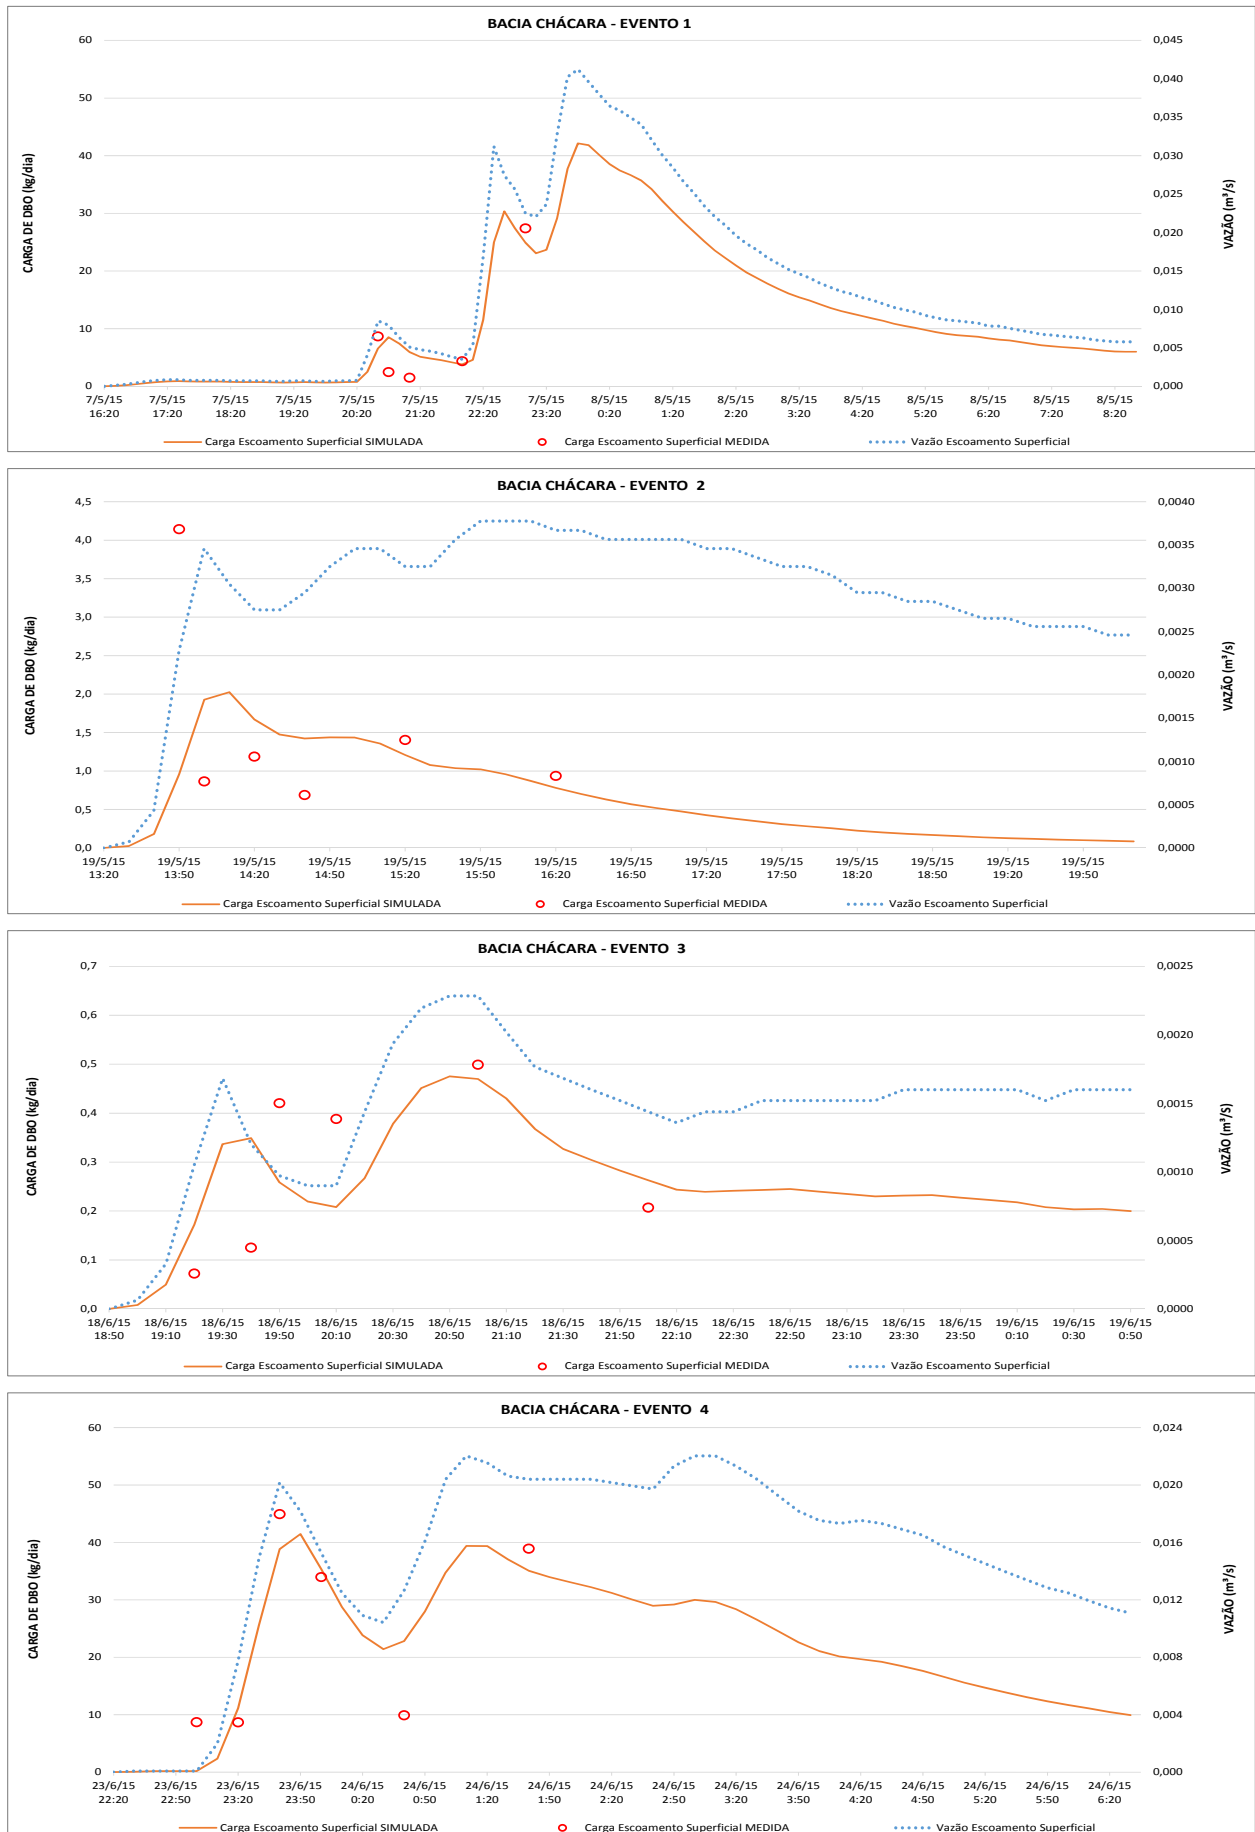 BACIA CHÁCARA - EVENTO 1
60
50
40
30
20
10
0
0,045
0,040
0,035
0,030
0,025
0,020
0,015
0,010
0,005
0,000
CARGA DE DBO (kg/dia)
VAZÃO (m³/s)
7/5/15 7/5/15 7/5/15 7/5/15 7/5/15 7/5/15 7/5/15 7/5/15 8/5/15 8/5/15 8/5/15 8/5/15 8/5/15 8/5/15 8/5/15 8/5/15 8/5/15
16:20 17:20 18:20 19:20 20:20 21:20 22:20 23:20 0:20 1:20 2:20 3:20 4:20 5:20 6:20 7:20 8:20
Carga Escoamento Superficial SIMULADA Carga Escoamento Superficial MEDIDA Vazão Escoamento Superficial
BACIA CHÁCARA - EVENTO 2
4,5
4,0
3,5
3,0
2,5
2,0
1,5
1,0
0,5
0,0
0,0040
0,0035
0,0030
0,0025
0,0020
0,0015
0,0010
0,0005
0,0000
CARGA DE DBO (kg/dia)
VAZÃO (m³/s)
19/5/15 19/5/15 19/5/15 19/5/15 19/5/15 19/5/15 19/5/15 19/5/15 19/5/15 19/5/15 19/5/15 19/5/15 19/5/15 19/5/15
13:20 13:50 14:20 14:50 15:20 15:50 16:20 16:50 17:20 17:50 18:20 18:50 19:20 19:50
Carga Escoamento Superficial SIMULADA Carga Escoamento Superficial MEDIDA Vazão Escoamento Superficial
BACIA CHÁCARA - EVENTO 3
0,7
0,6
0,5
0,4
0,3
0,2
0,1
0,0
0,0025
0,0020
0,0015
0,0010
0,0005
0,0000
CARGA DE DBO (kg/dia)
VAZÃO (m³/S)
18/6/15 18/6/15 18/6/15 18/6/15 18/6/15 18/6/15 18/6/15 18/6/15 18/6/15 18/6/15 18/6/15 18/6/15 18/6/15 18/6/15 18/6/15 18/6/15 19/6/15 19/6/15 19/6/15
18:50 19:10 19:30 19:50 20:10 20:30 20:50 21:10 21:30 21:50 22:10 22:30 22:50 23:10 23:30 23:50 0:10 0:30 0:50
Carga Escoamento Superficial SIMULADA Carga Escoamento Superficial MEDIDA Vazão Escoamento Superficial
BACIA CHÁCARA - EVENTO 4
60
50
40
30
20
10
0
0,024
0,020
0,016
0,012
0,008
0,004
0,000
CARGA DE DBO (kg/dia)
VAZÃO (m³/s)
23/6/15 23/6/15 23/6/15 23/6/15 24/6/15 24/6/15 24/6/15 24/6/15 24/6/15 24/6/15 24/6/15 24/6/15 24/6/15 24/6/15 24/6/15 24/6/15 24/6/15
22:20 22:50 23:20 23:50 0:20 0:50 1:20 1:50 2:20 2:50 3:20 3:50 4:20 4:50 5:20 5:50 6:20
Carga Escoamento Superficial SIMULADA Carga Escoamento Superficial MEDIDA Vazão Escoamento Superficial